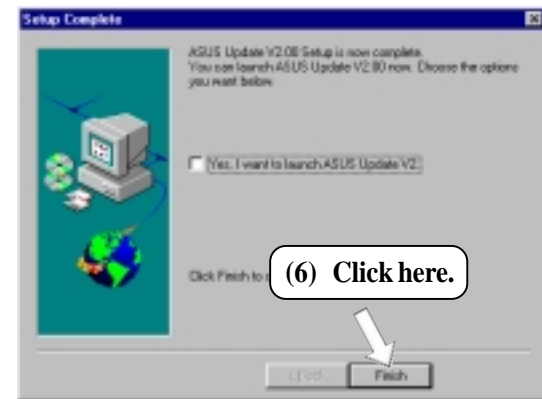 Setup Complete
ASUS Update V2.00 Setup is now complete.
You can launch ASUS Update V2.00 now. Choose the options
you want below.
Yes, I want to launch ASUS Update V2.
Click Finish to
(6) Click here.
< Back
Finish